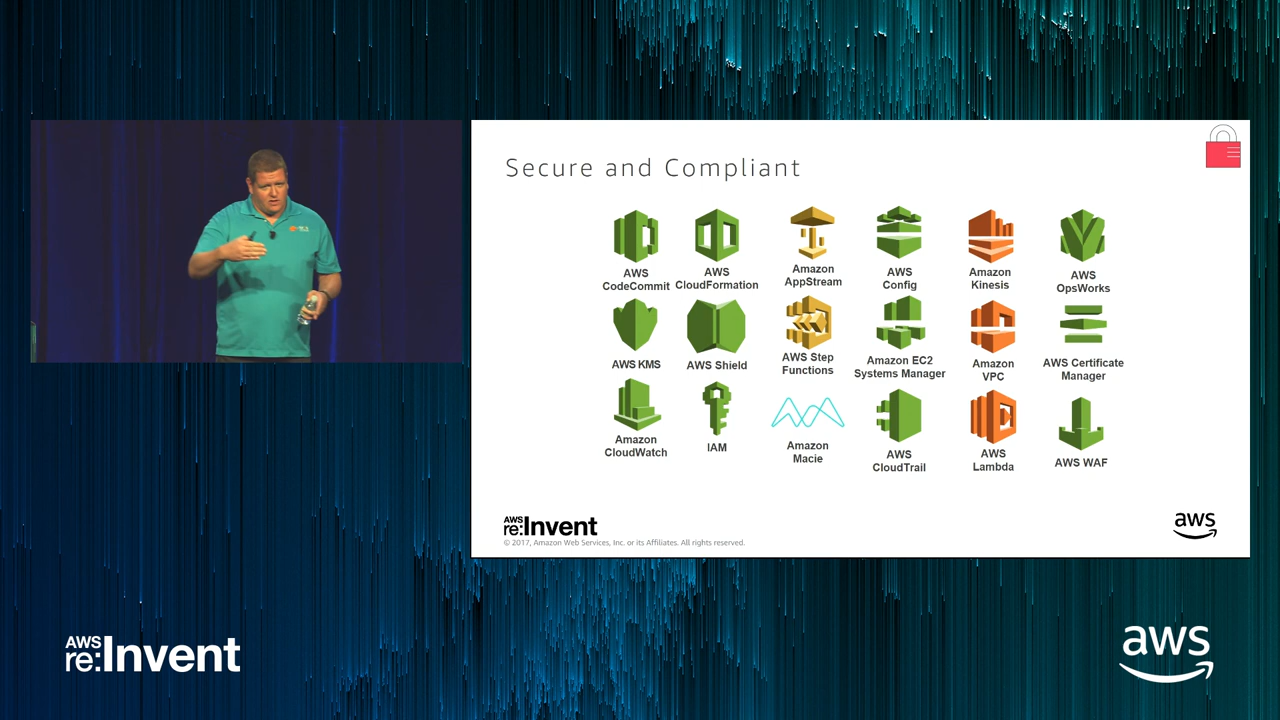 Secure and Compliant
AWS
CodeCommit
AWS
CloudFormation
Amazon
AppStream
AWS
Config
Amazon
Kinesis
AWS
OpsWorks
AWS KMS
AWS Shield
AWS Step
Functions
Amazon EC2
Systems Manager
Amazon
VPC
AWS Certificate
Manager
Amazon
CloudWatch
IAM
Amazon
Macie
AWS
CloudTrail
AWS
Lambda
AWS WAF
AWS
re:Invent
© 2017, Amazon Web Services, Inc. or its Affiliates. All rights reserved.
aws
AWS
re:Invent
aws